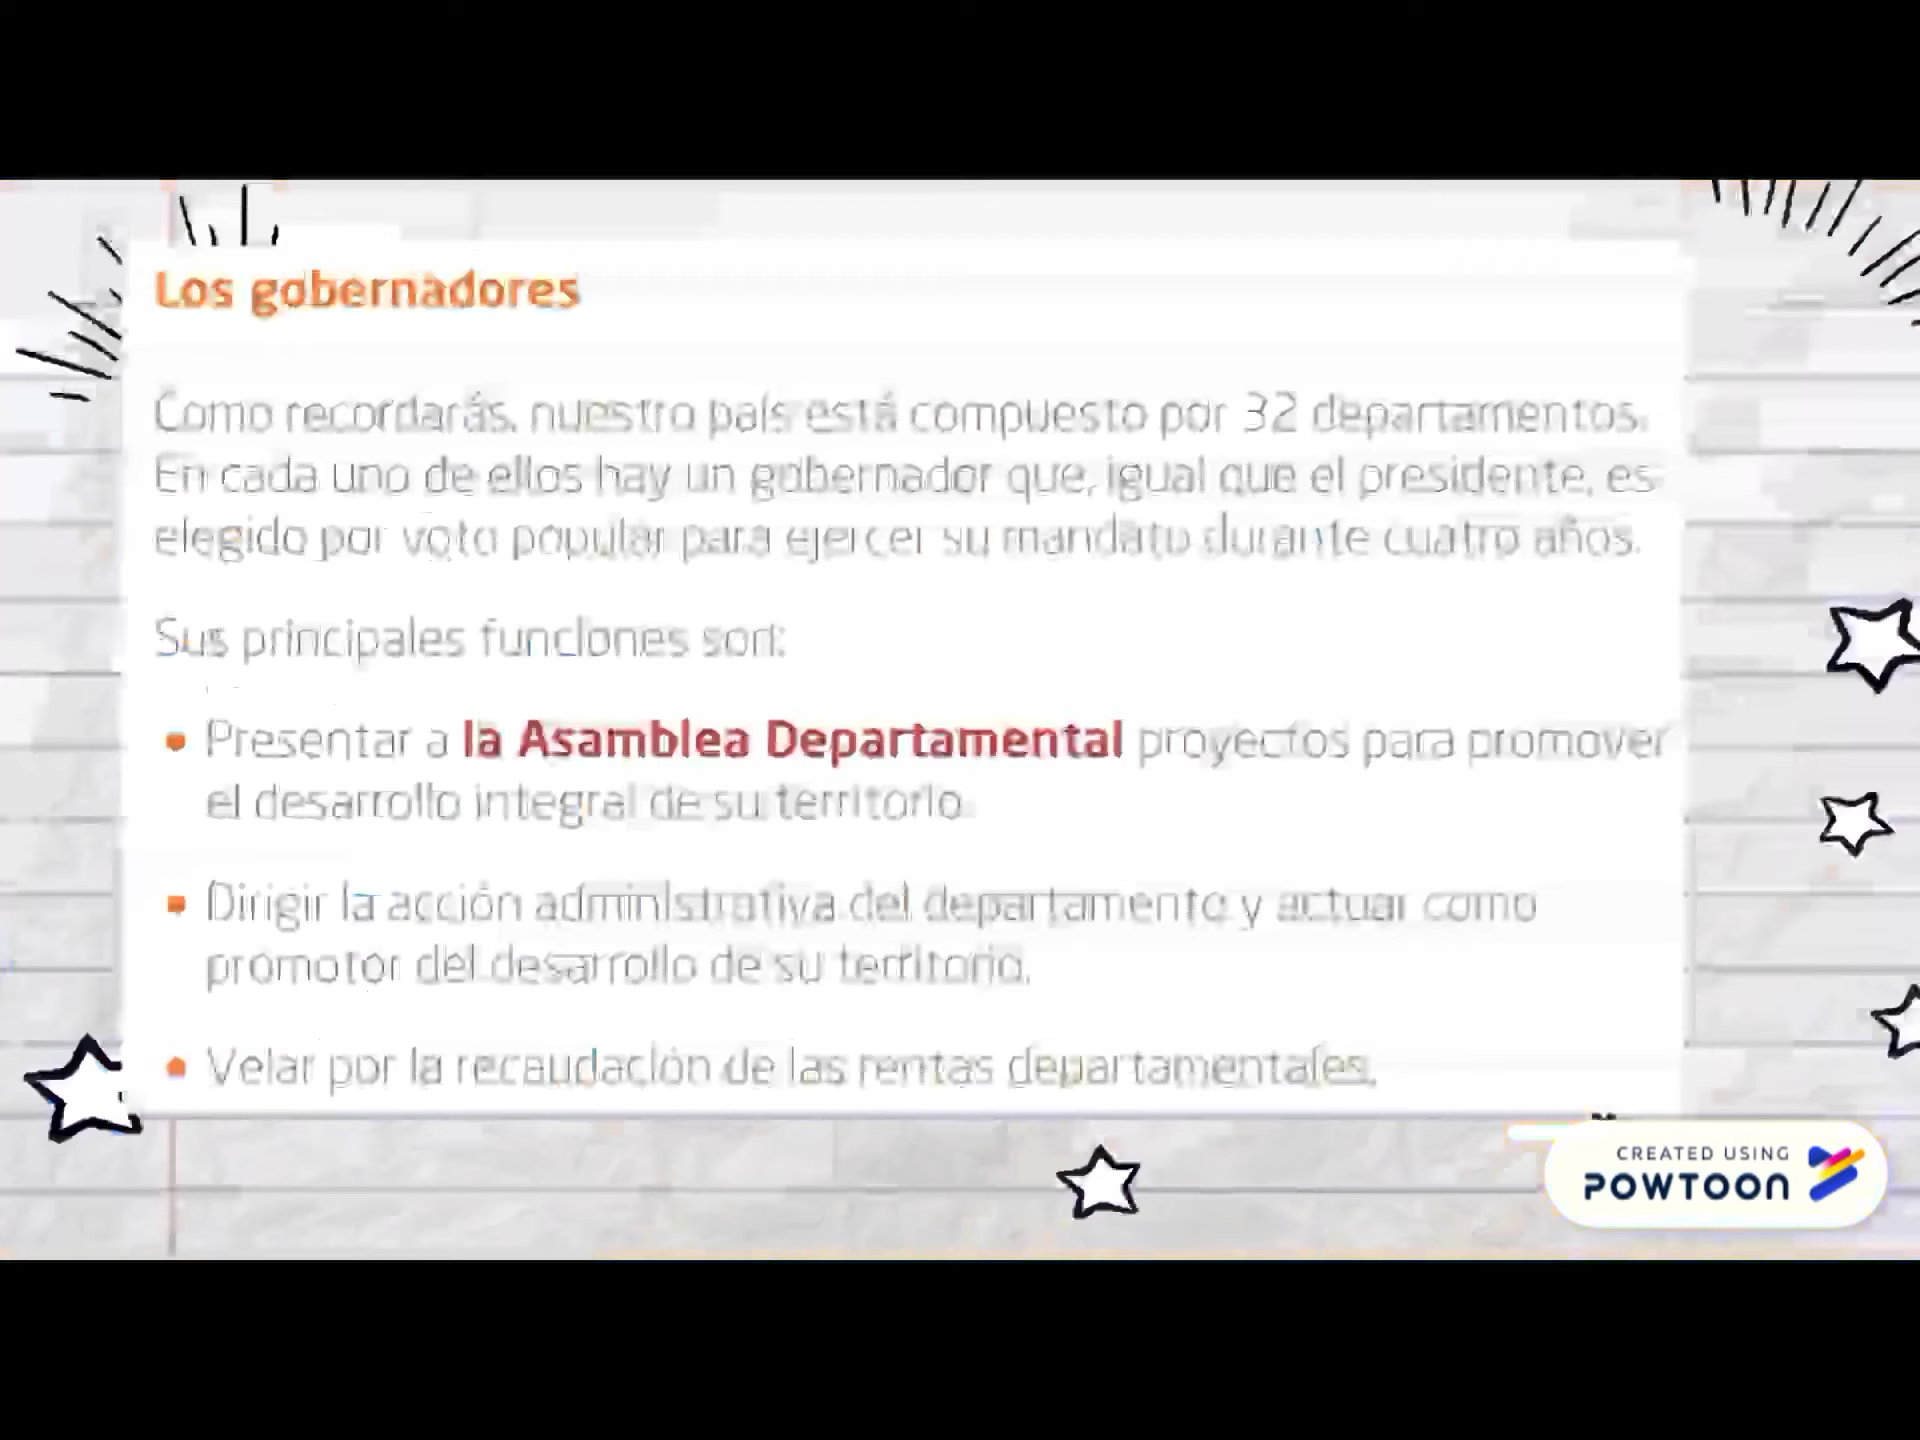 Los gobernadores
Como recordarás, nuestro país está compuesto por 32 departamentos.
En cada uno de ellos hay un gobernador que, igual que el presidente, es
elegido por voto popular para ejercer su mandato durante cuatro años.
Sus principales funciones son:
• Presentar a la Asamblea Departamental proyectos para promover
el desarrollo integral de su territorio.
• Dirigir la acción administrativa del departamento y actuar como
promotor del desarrollo de su territorio.
• Velar por la recaudación de las rentas departamentales.
CREATED USING
POWTOON